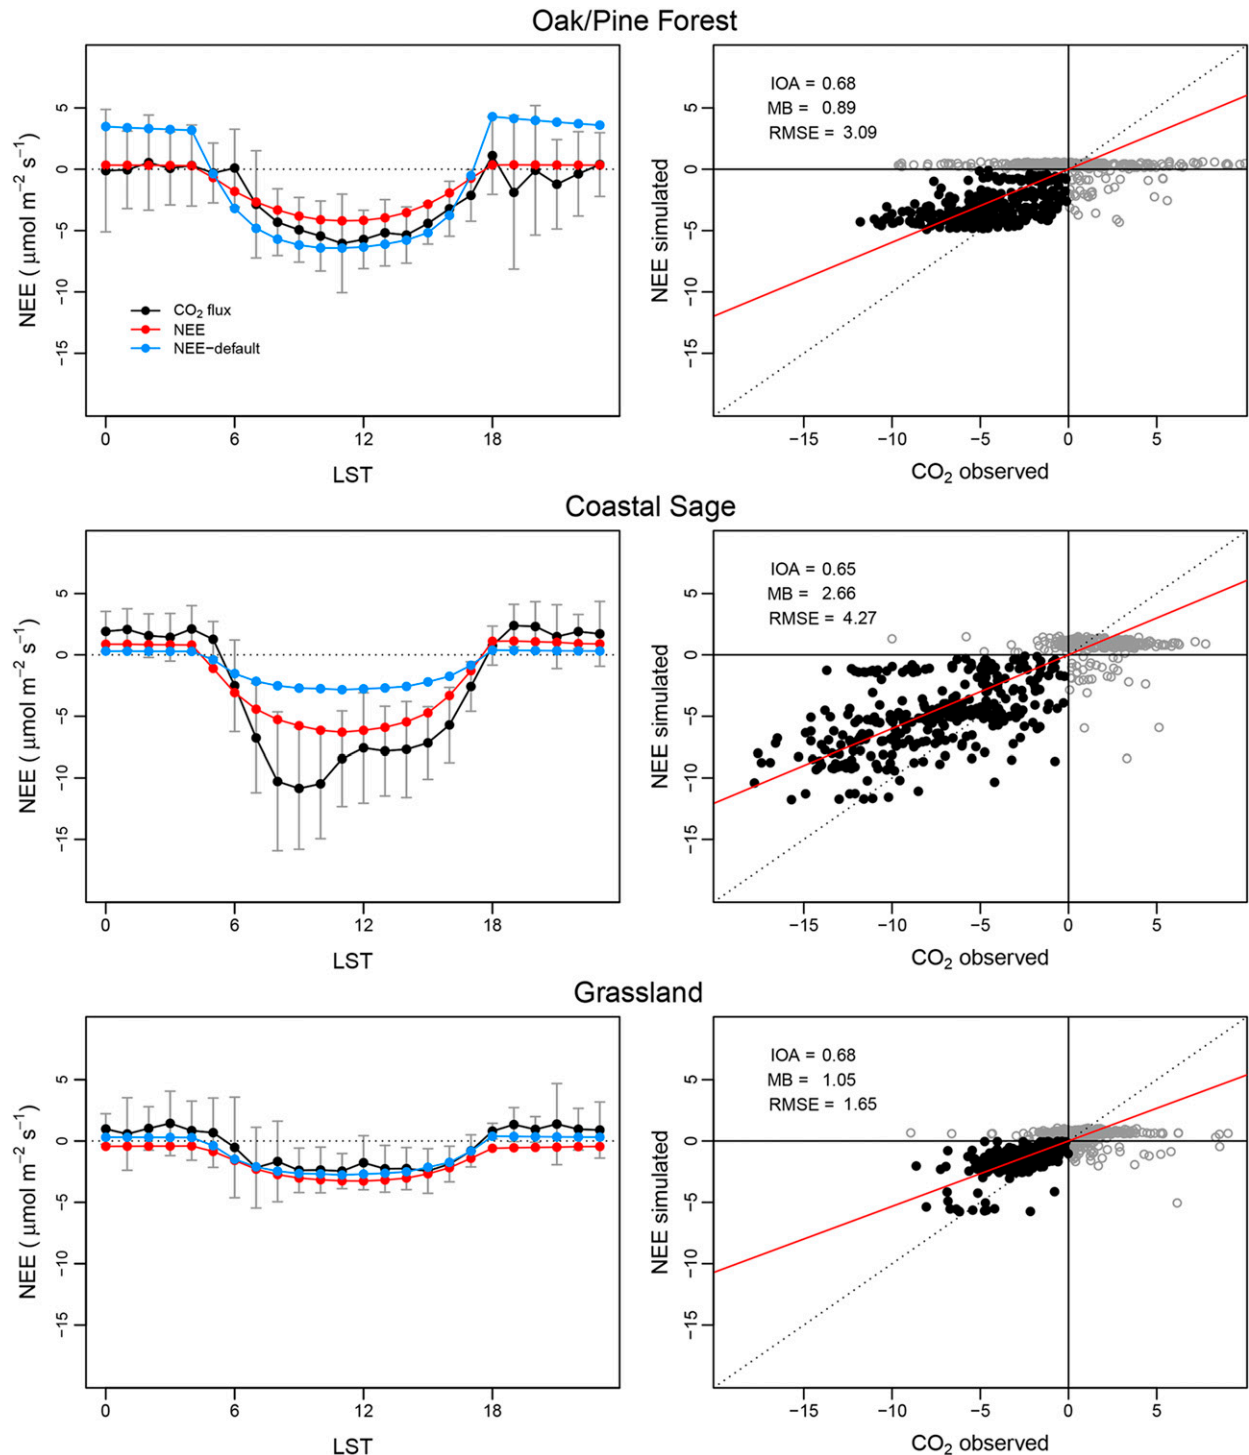 Oak/Pine Forest
NEE ( μmol m⁻² s⁻¹)
5
0
−5
−10
−15
CO₂ flux
NEE
NEE−default
0 6 12 18
LST
IOA = 0.68
MB = 0.89
RMSE = 3.09
NEE simulated
5
0
−5
−10
−15
−15 −10 −5 0 5
CO₂ observed
Coastal Sage
NEE ( μmol m⁻² s⁻¹)
5
0
−5
−10
−15
0 6 12 18
LST
IOA = 0.65
MB = 2.66
RMSE = 4.27
NEE simulated
5
0
−5
−10
−15
−15 −10 −5 0 5
CO₂ observed
Grassland
NEE ( μmol m⁻² s⁻¹)
5
0
−5
−10
−15
0 6 12 18
LST
IOA = 0.68
MB = 1.05
RMSE = 1.65
NEE simulated
5
0
−5
−10
−15
−15 −10 −5 0 5
CO₂ observed